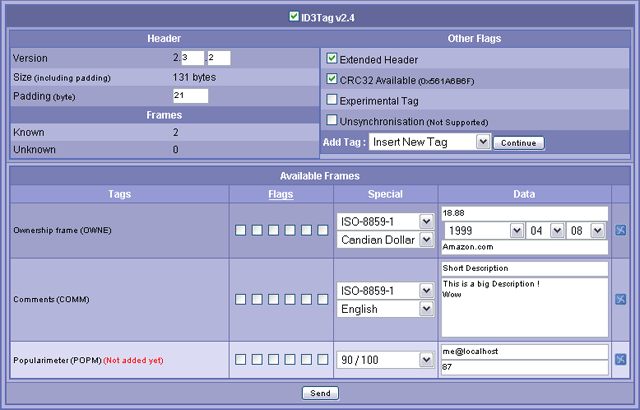 ID3Tag v2.4
Header
Other Flags
Version 2. 3 . 2
Extended Header
Size (including padding) 131 bytes
CRC32 Available (0x561A6B6F)
Padding (byte) 21
Experimental Tag
Frames
Unsynchronisation (Not Supported)
Known 2
Unknown 0
Add Tag : Insert New Tag Continue
Available Frames
Tags Flags Special Data
Ownership frame (OWNE)
ISO-8859-1
Candian Dollar
18.88
1999 04 08
Amazon.com
Comments (COMM)
ISO-8859-1
English
Short Description
This is a big Description !
Wow
Popularimeter (POPM) (Not added yet)
90 / 100
me@localhost
87
Send